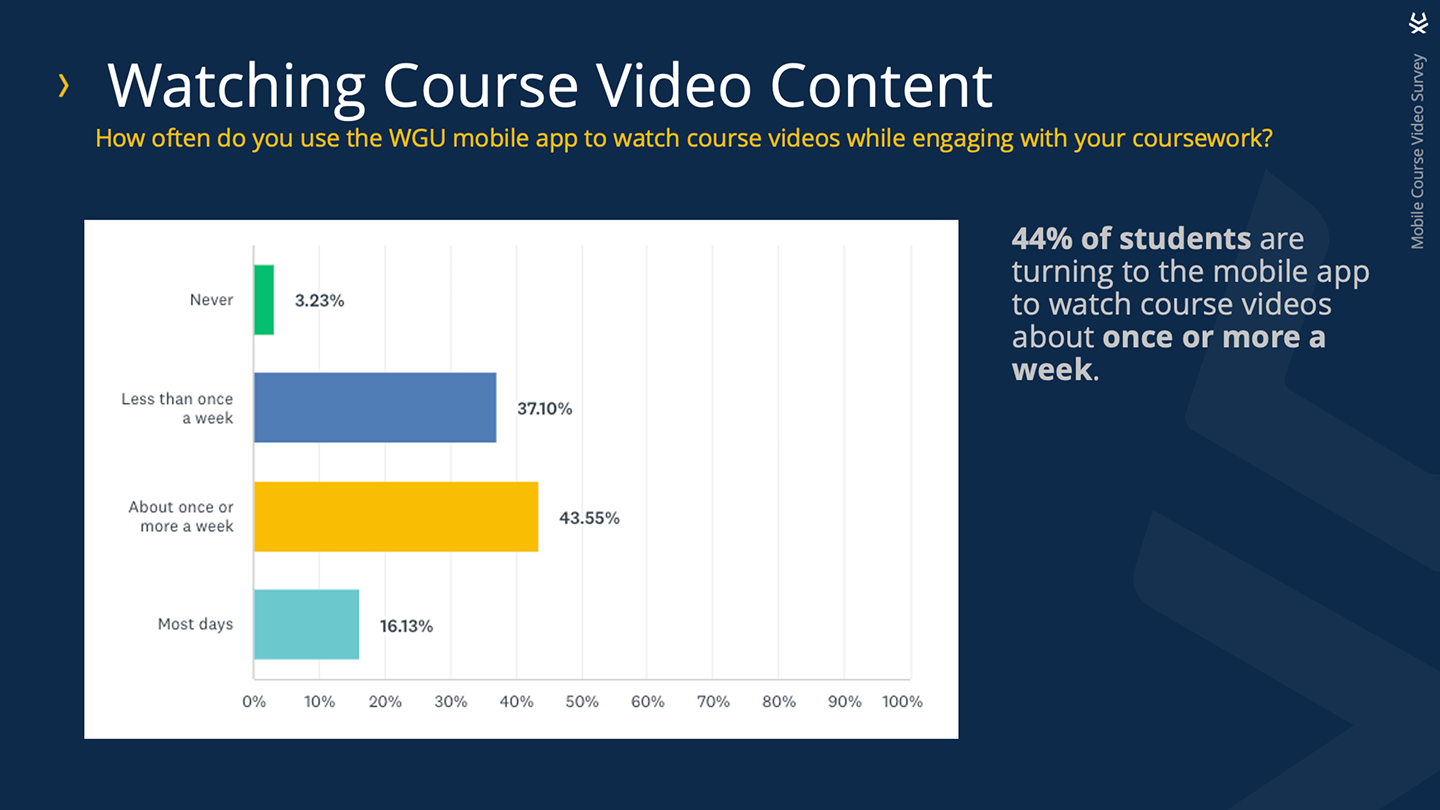 › Watching Course Video Content
How often do you use the WGU mobile app to watch course videos while engaging with your coursework?
Mobile Course Video Survey
Never
3.23%
Less than once
a week
37.10%
About once or
more a week
43.55%
Most days
16.13%
0% 10% 20% 30% 40% 50% 60% 70% 80% 90% 100%
44% of students are
turning to the mobile app
to watch course videos
about once or more a
week.